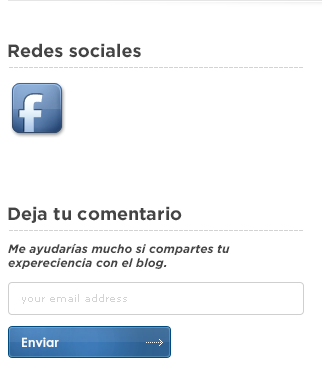 Redes sociales
f
Deja tu comentario
Me ayudarías mucho si compartes tu
expereciencia con el blog.
your email address
Enviar